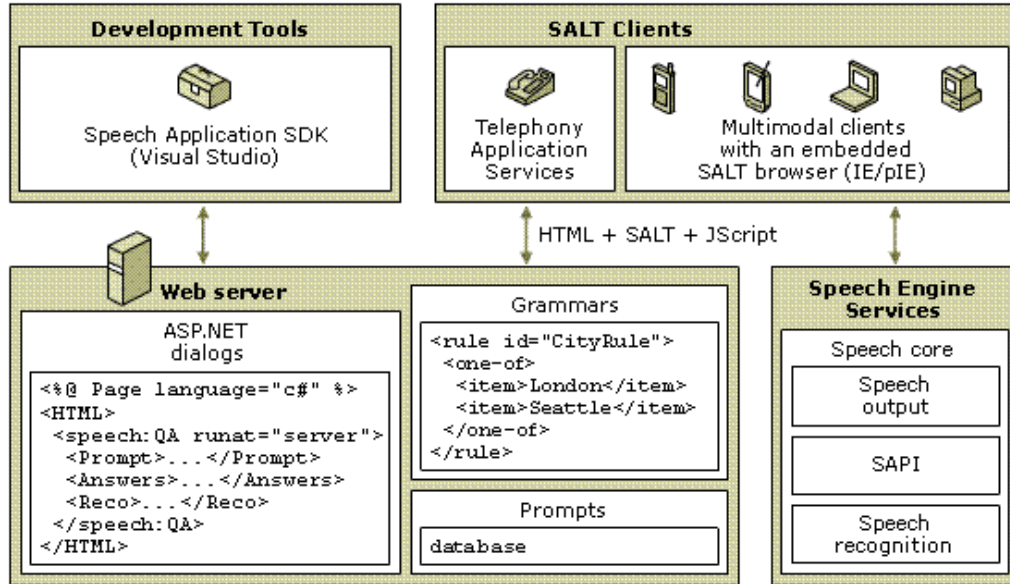 Development Tools
Speech Application SDK
(Visual Studio)
SALT Clients
Telephony
Application
Services
Multimodal clients
with an embedded
SALT browser (IE/pIE)
HTML + SALT + JScript
Web server
ASP.NET
dialogs
<%@ Page language="c#" %>
<HTML>
<speech:QA runat="server">
<Prompt>...</Prompt>
<Answers>...</Answers>
<Reco>...</Reco>
</speech:QA>
</HTML>
Grammars
<rule id="CityRule">
<one-of>
<item>London</item>
<item>Seattle</item>
</one-of>
</rule>
Prompts
database
Speech Engine
Services
Speech core
Speech
output
SAPI
Speech
recognition